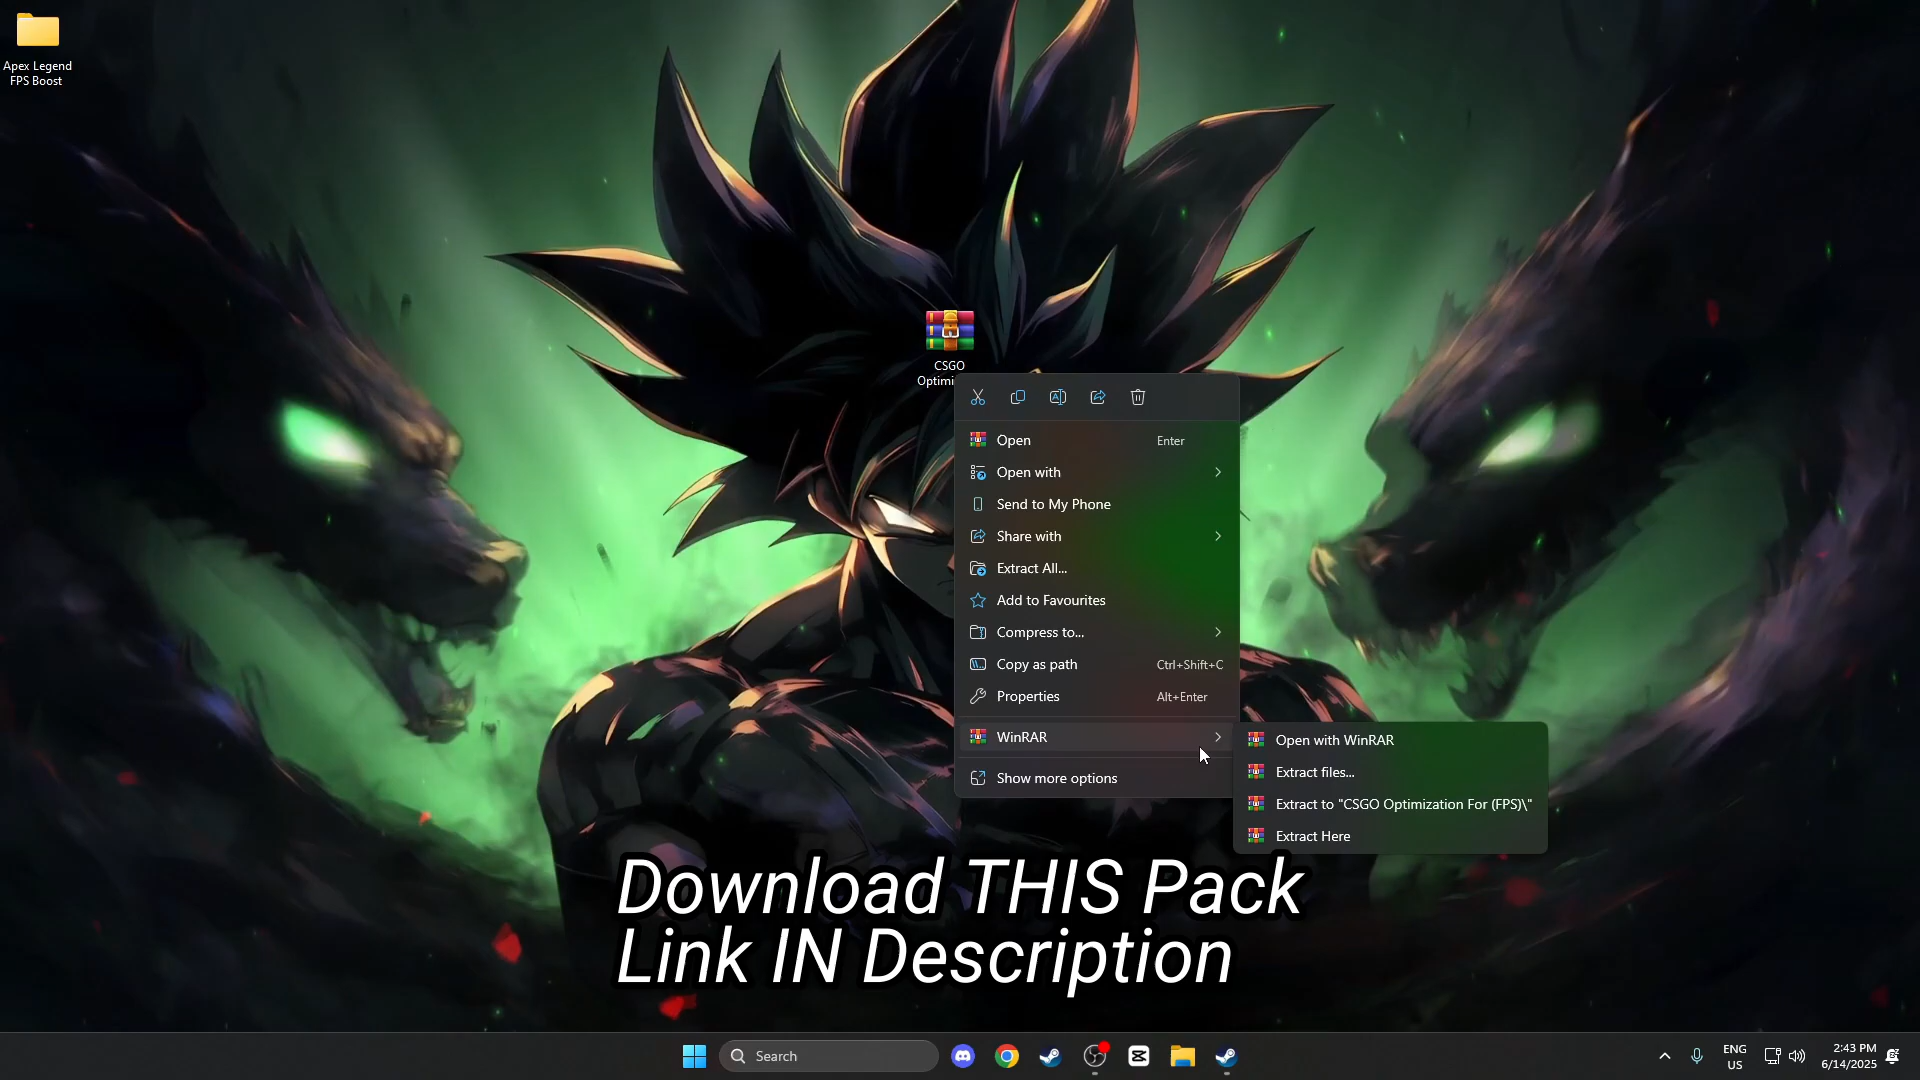 Apex Legend
FPS Boost
CSGO
Optimi
Open Enter
Open with
Send to My Phone
Share with
Extract All...
Add to Favourites
Compress to...
Copy as path Ctrl+Shift+C
Properties Alt+Enter
WinRAR
Show more options
Open with WinRAR
Extract files...
Extract to "CSGO Optimization For (FPS)\"
Extract Here
Download THIS Pack
Link IN Description
Search
ENG
US
2:43 PM
6/14/2025